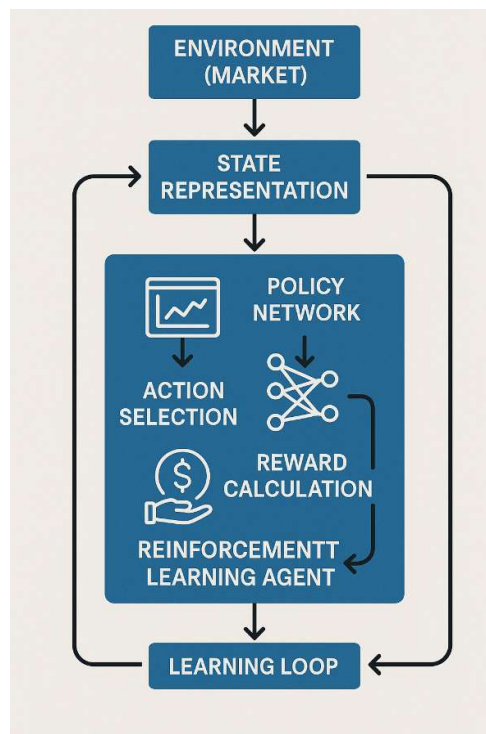 ENVIRONMENT
(MARKET)
STATE
REPRESENTATION
POLICY
NETWORK
ACTION
SELECTION
$
REWARD
CALCULATION
REINFORCEMENTT
LEARNING AGENT
LEARNING LOOP